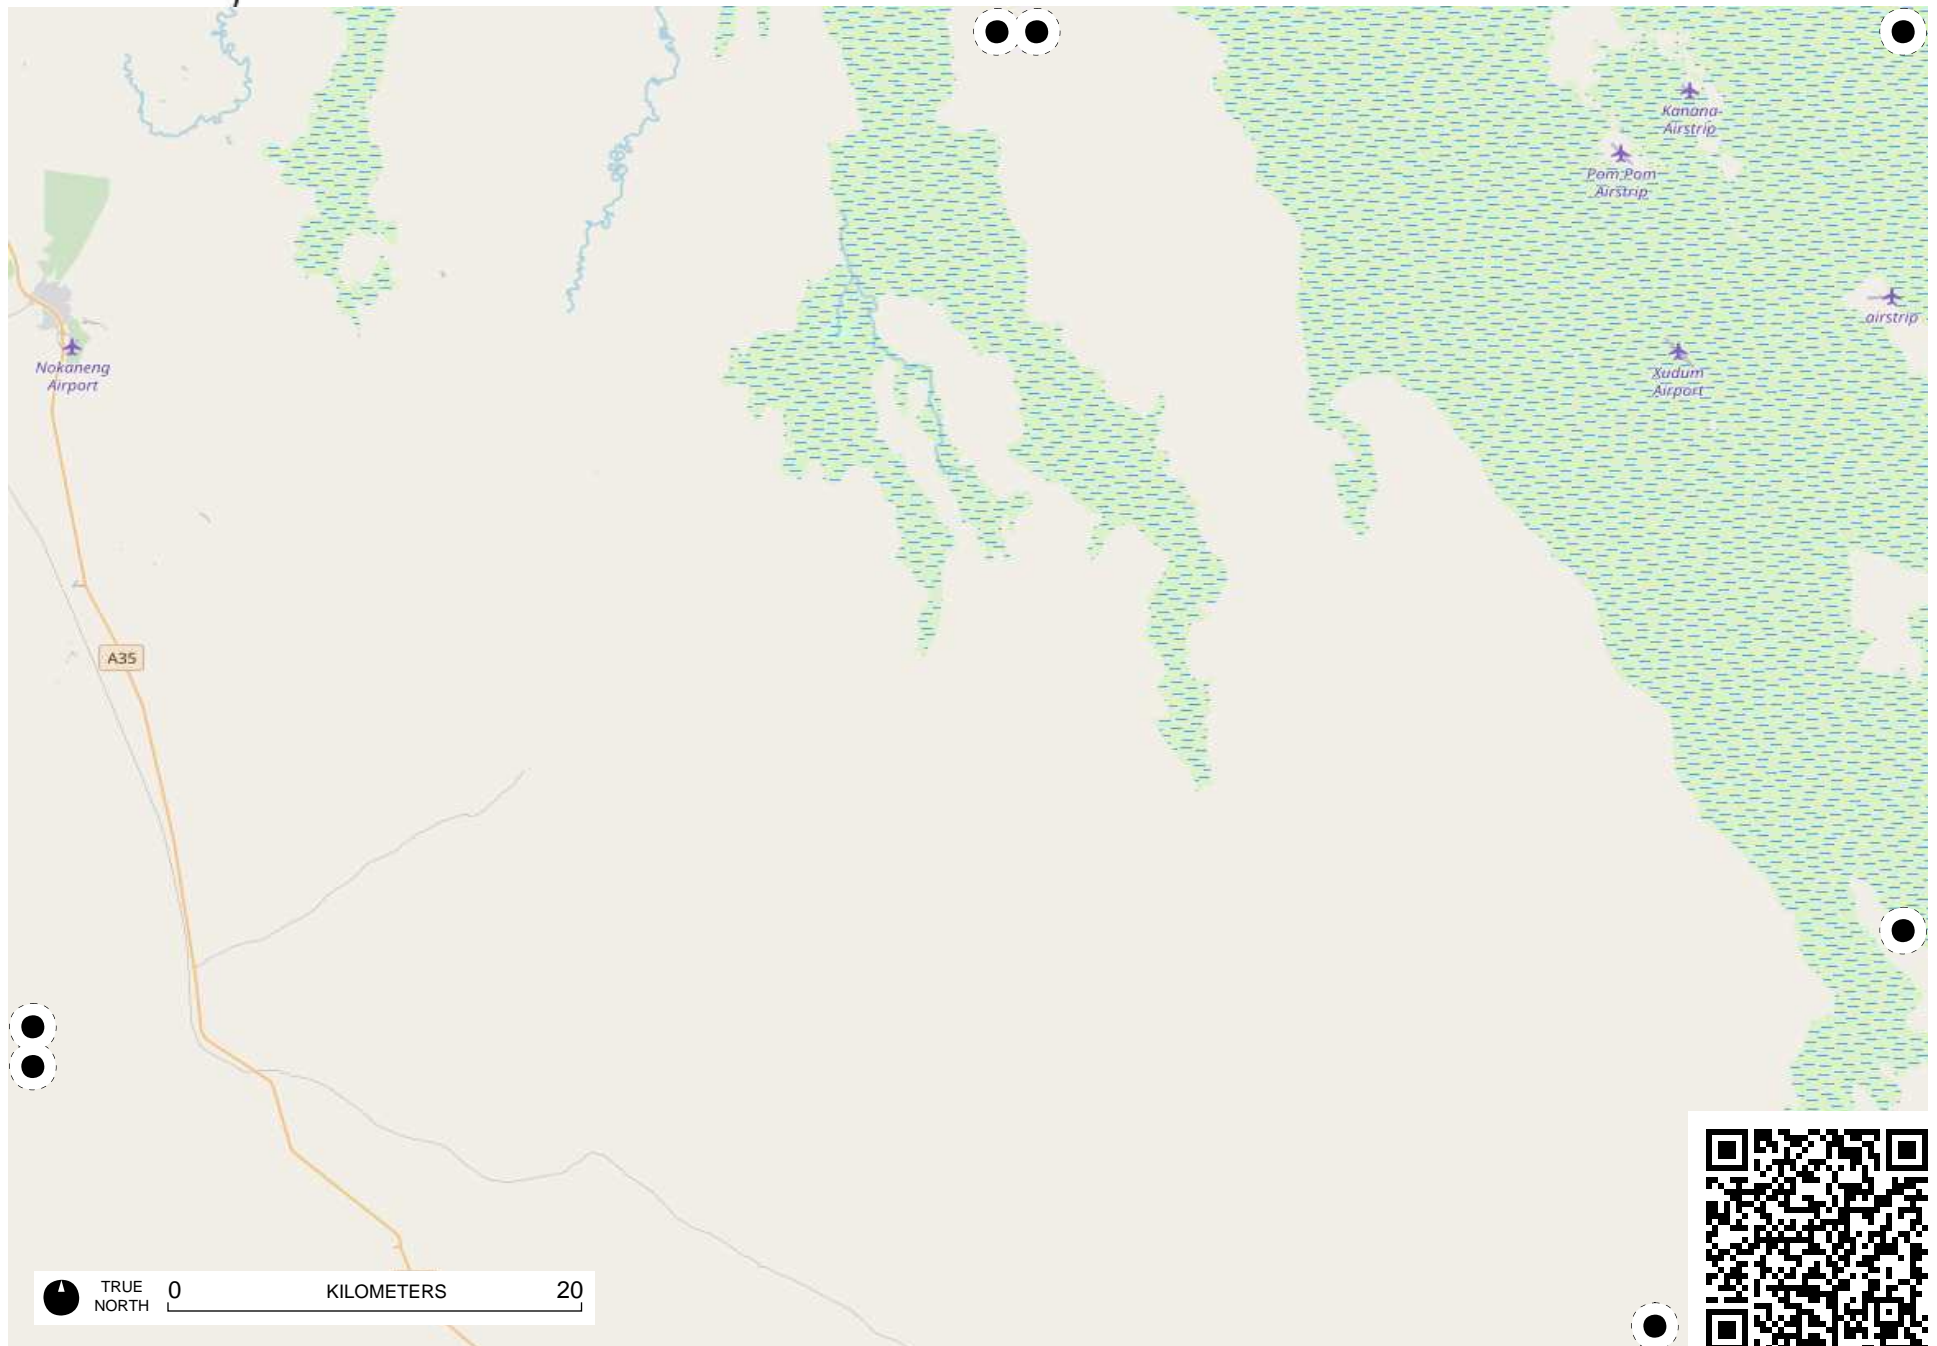 Kanana-
Airstrip
Pom Pom
Airstrip
airstrip
Nokaneng
Airport
Xudum
Airport
A35
TRUE
NORTH
0 KILOMETERS 20